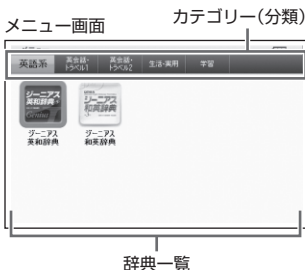 カテゴリー(分類)
メニュー画面
英語系
英会話・
トラベル1
英会話・
トラベル2
生活・実用
学習
ジーニアス
英和辞典
ジーニアス
和英辞典
ジーニアス
英和辞典
ジーニアス
和英辞典
辞典一覧